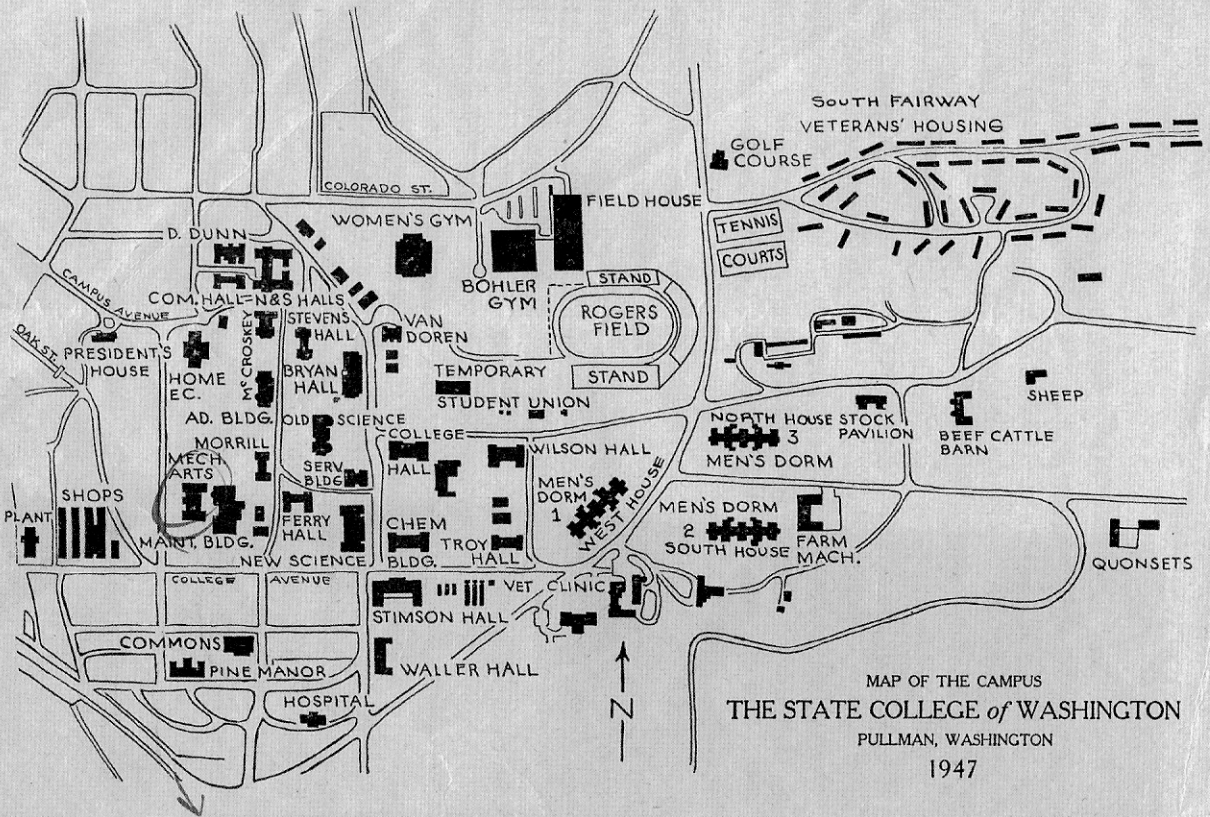 SOUTH FAIRWAY
VETERANS' HOUSING
GOLF
COURSE
COLORADO ST.
FIELD HOUSE
WOMEN'S GYM
TENNIS
COURTS
D. DUNN
BOHLER
GYM
STAND
ROGERS
FIELD
STAND
CAMPUS
AVENUE
COM. HALL=N&S HALLS
STEVENS
HALL
VAN
DOREN
OAK ST.
PRESIDENT'S
HOUSE
HOME
EC.
McCROSKEY
BRYAN
HALL
TEMPORARY
STUDENT UNION
SHEEP
AD. BLDG.
OLD SCIENCE
COLLEGE
HALL
WILSON HALL
NORTH HOUSE
3
MEN'S DORM
STOCK
PAVILION
BEEF CATTLE
BARN
MORRILL
MECH
ARTS
SERV.
BLDG
MEN'S
DORM
1
WEST HOUSE
MEN'S DORM
2
SOUTH HOUSE
FARM
MACH.
SHOPS
PLANT
MAINT. BLDG.
FERRY
HALL
NEW SCIENCE
CHEM
BLDG.
TROY
HALL
QUONSETS
COLLEGE AVENUE
STIMSON HALL
VET CLINIC
COMMONS
PINE MANOR
WALLER HALL
HOSPITAL
N
MAP OF THE CAMPUS
THE STATE COLLEGE of WASHINGTON
PULLMAN, WASHINGTON
1947